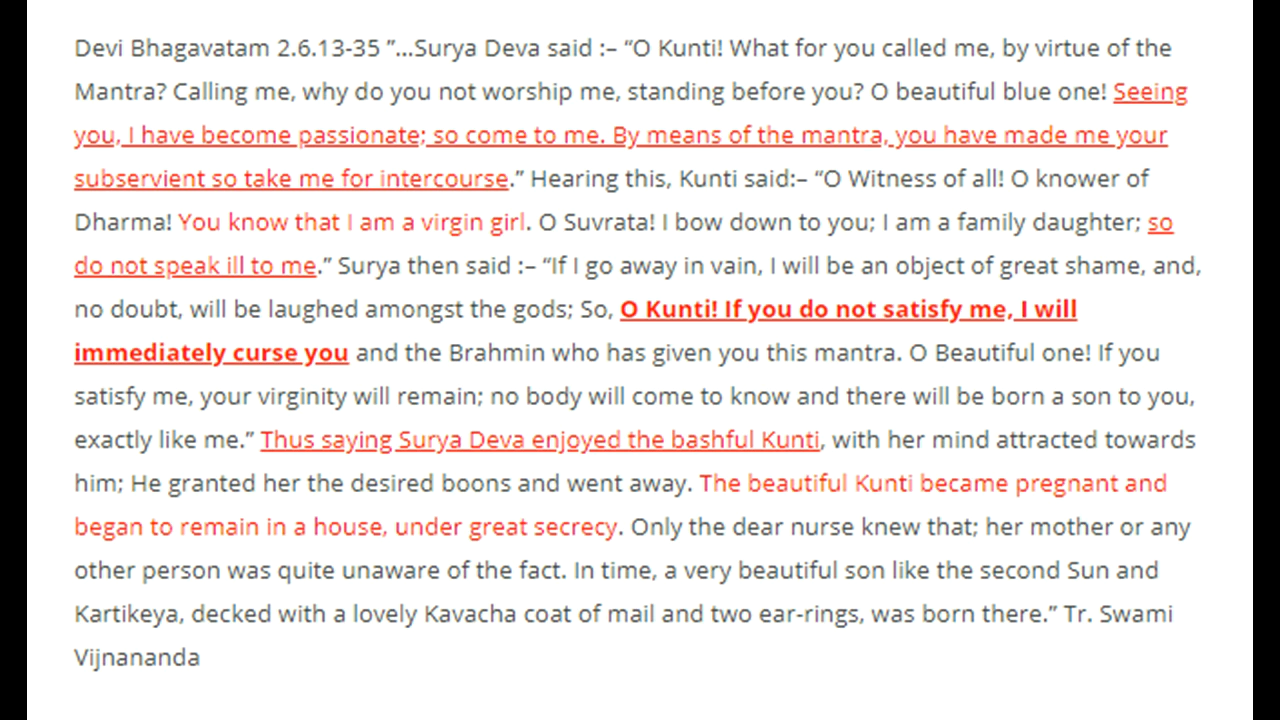 Devi Bhagavatam 2.6.13-35 ”...Surya Deva said :– “O Kunti! What for you called me, by virtue of the
Mantra? Calling me, why do you not worship me, standing before you? O beautiful blue one! Seeing
you, I have become passionate; so come to me. By means of the mantra, you have made me your
subservient so take me for intercourse.” Hearing this, Kunti said:– “O Witness of all! O knower of
Dharma! You know that I am a virgin girl. O Suvrata! I bow down to you; I am a family daughter; so
do not speak ill to me.” Surya then said :– “If I go away in vain, I will be an object of great shame, and,
no doubt, will be laughed amongst the gods; So, O Kunti! If you do not satisfy me, I will
immediately curse you and the Brahmin who has given you this mantra. O Beautiful one! If you
satisfy me, your virginity will remain; no body will come to know and there will be born a son to you,
exactly like me.” Thus saying Surya Deva enjoyed the bashful Kunti, with her mind attracted towards
him; He granted her the desired boons and went away. The beautiful Kunti became pregnant and
began to remain in a house, under great secrecy. Only the dear nurse knew that; her mother or any
other person was quite unaware of the fact. In time, a very beautiful son like the second Sun and
Kartikeya, decked with a lovely Kavacha coat of mail and two ear-rings, was born there.” Tr. Swami
Vijnananda